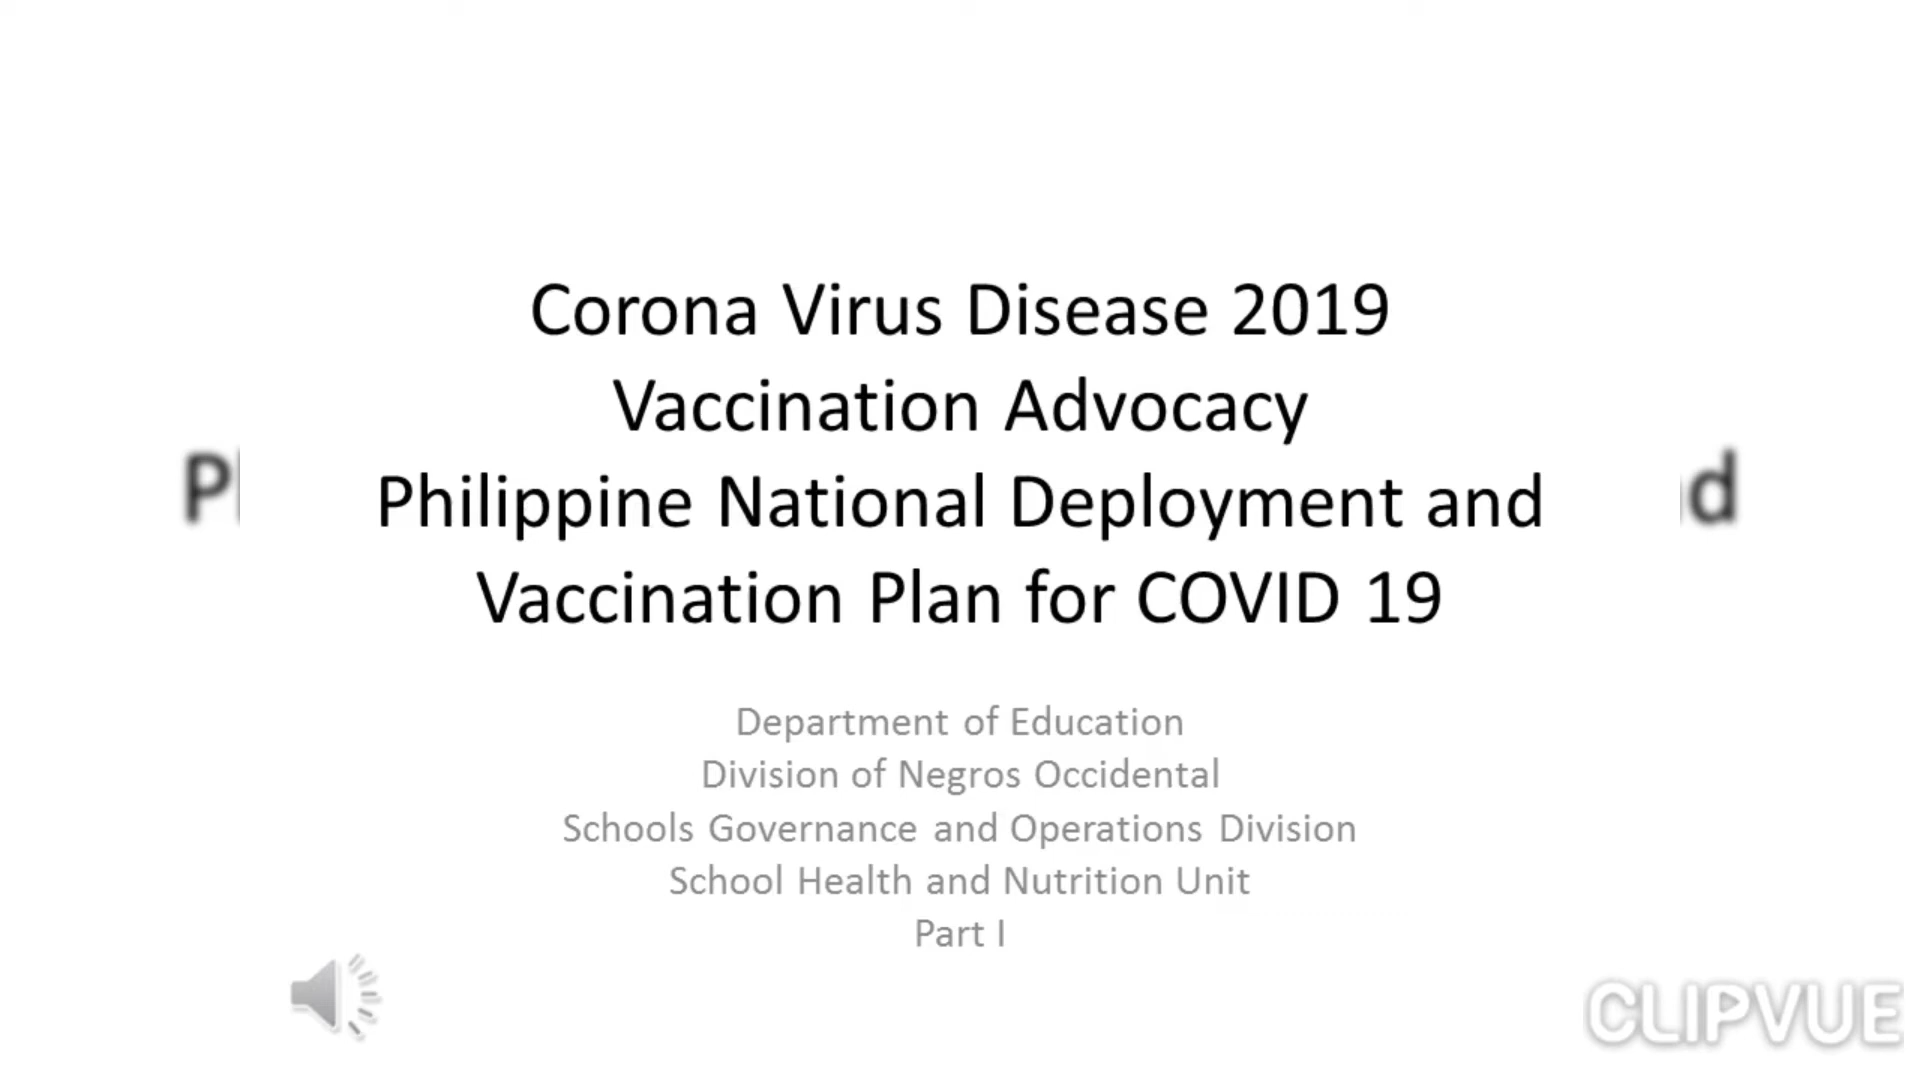 Corona Virus Disease 2019
Vaccination Advocacy
Philippine National Deployment and
Vaccination Plan for COVID 19
Department of Education
Division of Negros Occidental
Schools Governance and Operations Division
School Health and Nutrition Unit
Part I
CLIPVUE